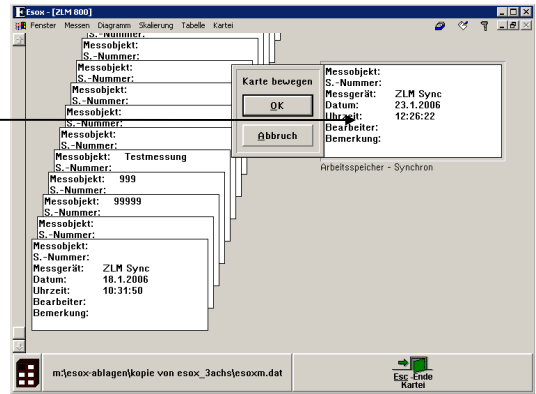 Esox - [ZLM 800]
Fenster Messen Diagramm Skalierung Tabelle Kartei
S.-Nummer:
Messobjekt:
S.-Nummer:
Messobjekt:
S.-Nummer:
Messobjekt:
S.-Nummer:
Messobjekt:
S.-Nummer:
Messobjekt:
S.-Nummer:
Messobjekt:
S.-Nummer:
Messobjekt: Testmessung
S.-Nummer:
Messobjekt: 999
S.-Nummer:
Messobjekt: 99999
S.-Nummer:
Messobjekt:
S.-Nummer:
Messobjekt:
S.-Nummer:
Messgerät: ZLM Sync
Datum: 18.1.2006
Uhrzeit: 10:31:50
Bearbeiter:
Bemerkung:
Karte bewegen
OK
Abbruch
Messobjekt:
S.-Nummer:
Messgerät: ZLM Sync
Datum: 23.1.2006
Uhrzeit: 12:26:22
Bearbeiter:
Bemerkung:
Arbeitsspeicher - Synchron
m:\esox-ablagen\kopie von esox_3achs\esoxm.dat
Esc -Ende
Kartei